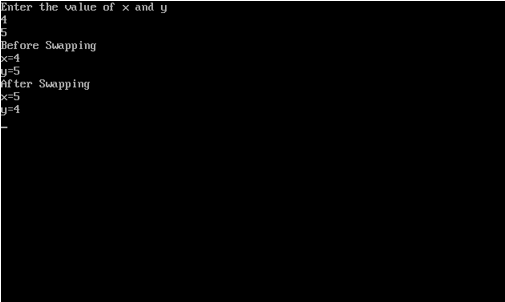 Enter the value of x and y
4
5
Before Swapping
x=4
y=5
After Swapping
x=5
y=4